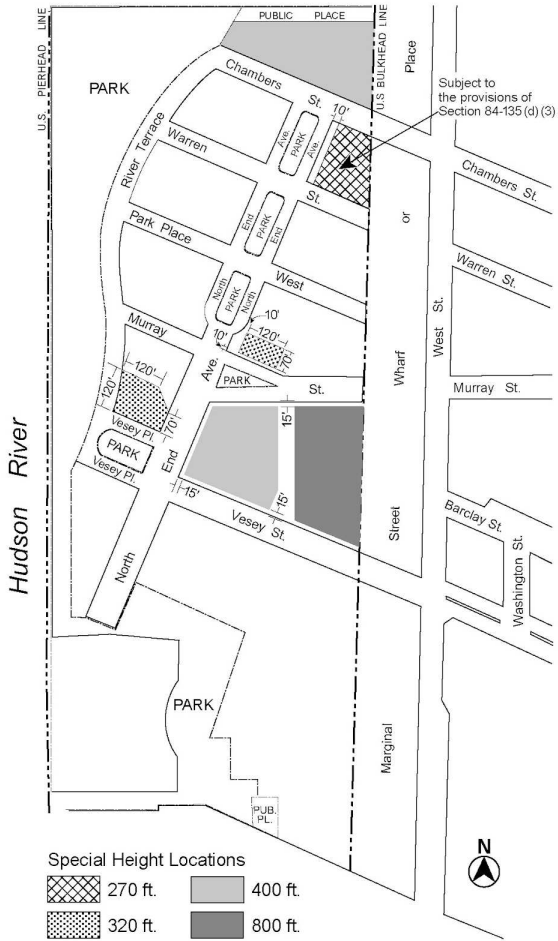 PUBLIC PLACE
U.S PIERHEAD LINE
U.S BULKHEAD LINE
Place
PARK
Chambers
St.
10'
Subject to
the provisions of
Section 84-135 (d) (3)
River Terrace
Warren
Ave.
PARK
Ave.
St.
Chambers St.
Park Place
End
PARK
End
or
Warren St.
West
North
PARK
North
West St.
Murray
10'
120'
10'
70'
Ave.
PARK
St.
Wharf
Murray St.
120'
120'
70'
Vesey Pl.
PARK
Vesey Pl.
End
15'
15'
15'
Vesey St.
Street
Barclay St.
Washington St.
Hudson River
North
PARK
Marginal
PUB.
PL.
N
Special Height Locations
270 ft.
400 ft.
320 ft.
800 ft.